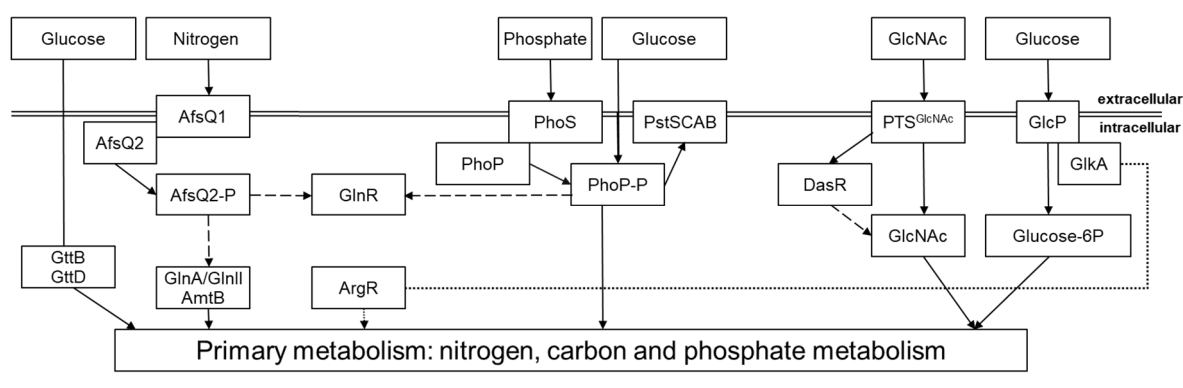 Glucose
Nitrogen
Phosphate
Glucose
GlcNAc
Glucose
extracellular
intracellular
AfsQ1
AfsQ2
PhoS
PstSCAB
PTSGlcNAc
GlcP
PhoP
GlkA
AfsQ2-P
GlnR
PhoP-P
DasR
GlcNAc
Glucose-6P
GttB
GttD
GlnA/GlnII
AmtB
ArgR
Primary metabolism: nitrogen, carbon and phosphate metabolism